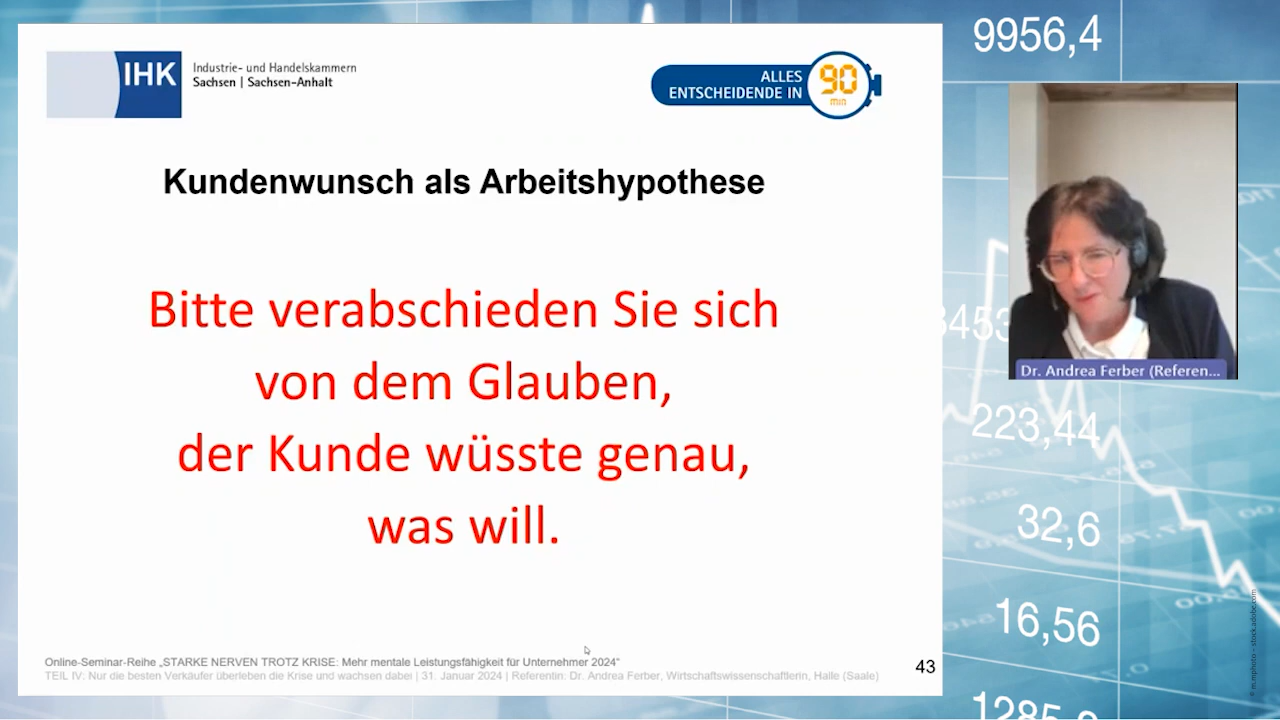 IHK
Industrie- und Handelskammern
Sachsen | Sachsen-Anhalt
ALLES
ENTSCHEIDENDE IN
90
min
Kundenwunsch als Arbeitshypothese
Bitte verabschieden Sie sich
von dem Glauben,
der Kunde wüsste genau,
was will.
Online-Seminar-Reihe „STARKE NERVEN TROTZ KRISE: Mehr mentale Leistungsfähigkeit für Unternehmer 2024“
TEIL IV: Nur die besten Verkäufer überleben die Krise und wachsen dabei | 31. Januar 2024 | Referentin: Dr. Andrea Ferber, Wirtschaftswissenschaftlerin, Halle (Saale)
43
9956,4
Dr. Andrea Ferber (Referen...
223,44
32,6
16,56
© m.mphoto - stock.adobe.com